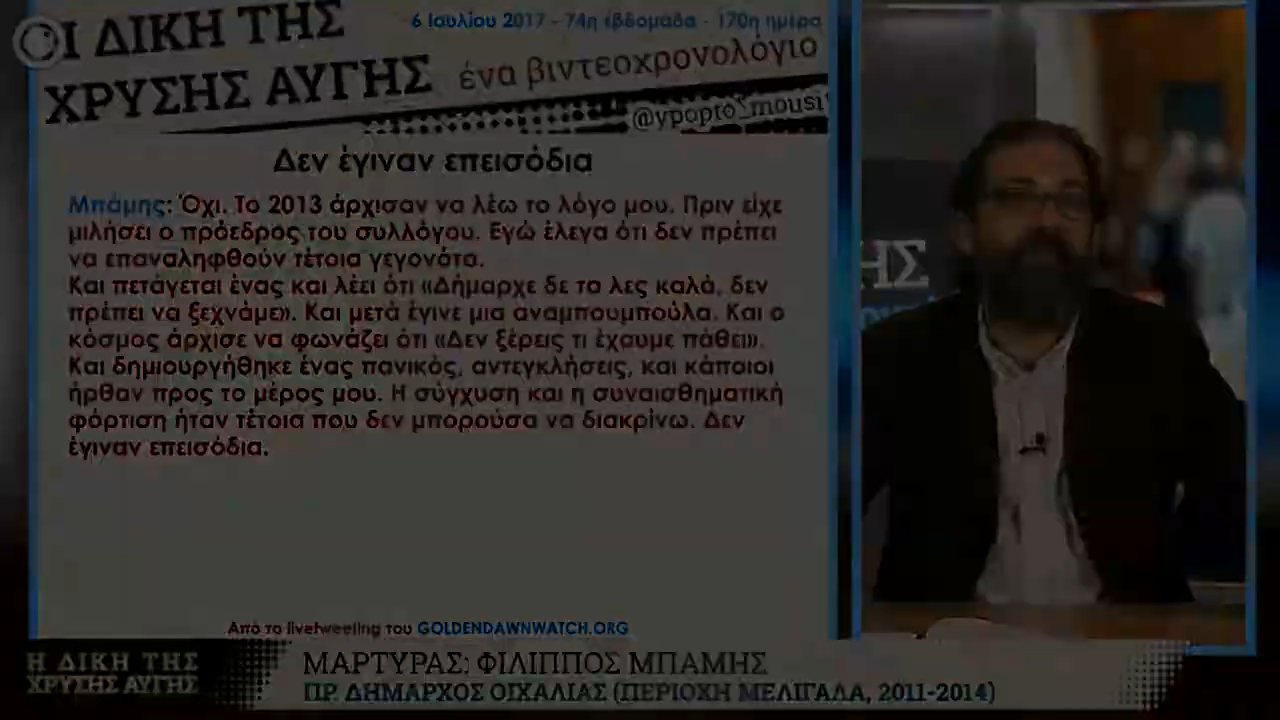 6 Ιουλίου 2017 - 74η εβδομάδα - 170η ημέρα
Ι ΔΙΚΗ ΤΗΣ
ΧΡΥΣΗΣ ΑΥΓΗΣ ένα βιντεοχρονολόγιο
@ypopto_mousi
Δεν έγιναν επεισόδια
Μπάμης: Όχι. Το 2013 άρχισαν να λέω το λόγο μου. Πριν είχε
μιλήσει ο πρόεδρος του συλλόγου. Εγώ έλεγα ότι δεν πρέπει
να επαναληφθούν τέτοια γεγονότα.
Και πετάγεται ένας και λέει ότι «Δήμαρχε δε τα λες καλά, δεν
πρέπει να ξεχνάμε». Και μετά έγινε μια αναμπουμπούλα. Και ο
κόσμος άρχισε να φωνάζει ότι «Δεν ξέρεις τι έχουμε πάθει».
Και δημιουργήθηκε ένας πανικός, αντεγκλήσεις, και κάποιοι
ήρθαν προς το μέρος μου. Η σύγχυση και η συναισθηματική
φόρτιση ήταν τέτοια που δεν μπορούσα να διακρίνω. Δεν
έγιναν επεισόδια.
ΗΣ
Από το livetweeting του GOLDENDAWNWATCH.ORG
Η ΔΙΚΗ ΤΗΣ
ΧΡΥΣΗΣ ΑΥΓΗΣ
ΜΑΡΤΥΡΑΣ: ΦΙΛΙΠΠΟΣ ΜΠΑΜΗΣ
ΠΡ. ΔΗΜΑΡΧΟΣ ΟΙΧΑΛΙΑΣ (ΠΕΡΙΟΧΗ ΜΕΛΙΓΑΛΑ, 2011-2014)